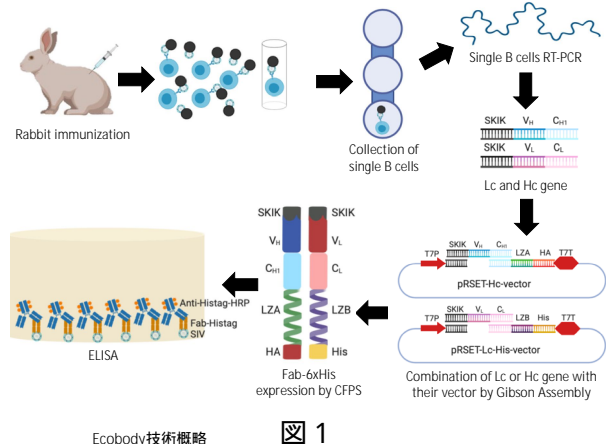 Rabbit immunization
Collection of
single B cells
Single B cells RT-PCR
SKIK VH CH1
SKIK VL CL
Lc and Hc gene
SKIK VH CH1 LZA HA T7T
T7P
pRSET-Hc-vector
SKIK VL CL LZB His T7T
T7P
pRSET-Lc-His-vector
Combination of Lc or Hc gene with
their vector by Gibson Assembly
SKIK SKIK
VH VL
CH1 CL
LZA LZB
HA His
Fab-6xHis
expression by CFPS
Anti-Histag-HRP
Fab-Histag
SIV
ELISA
Ecobody技術概略
図 1